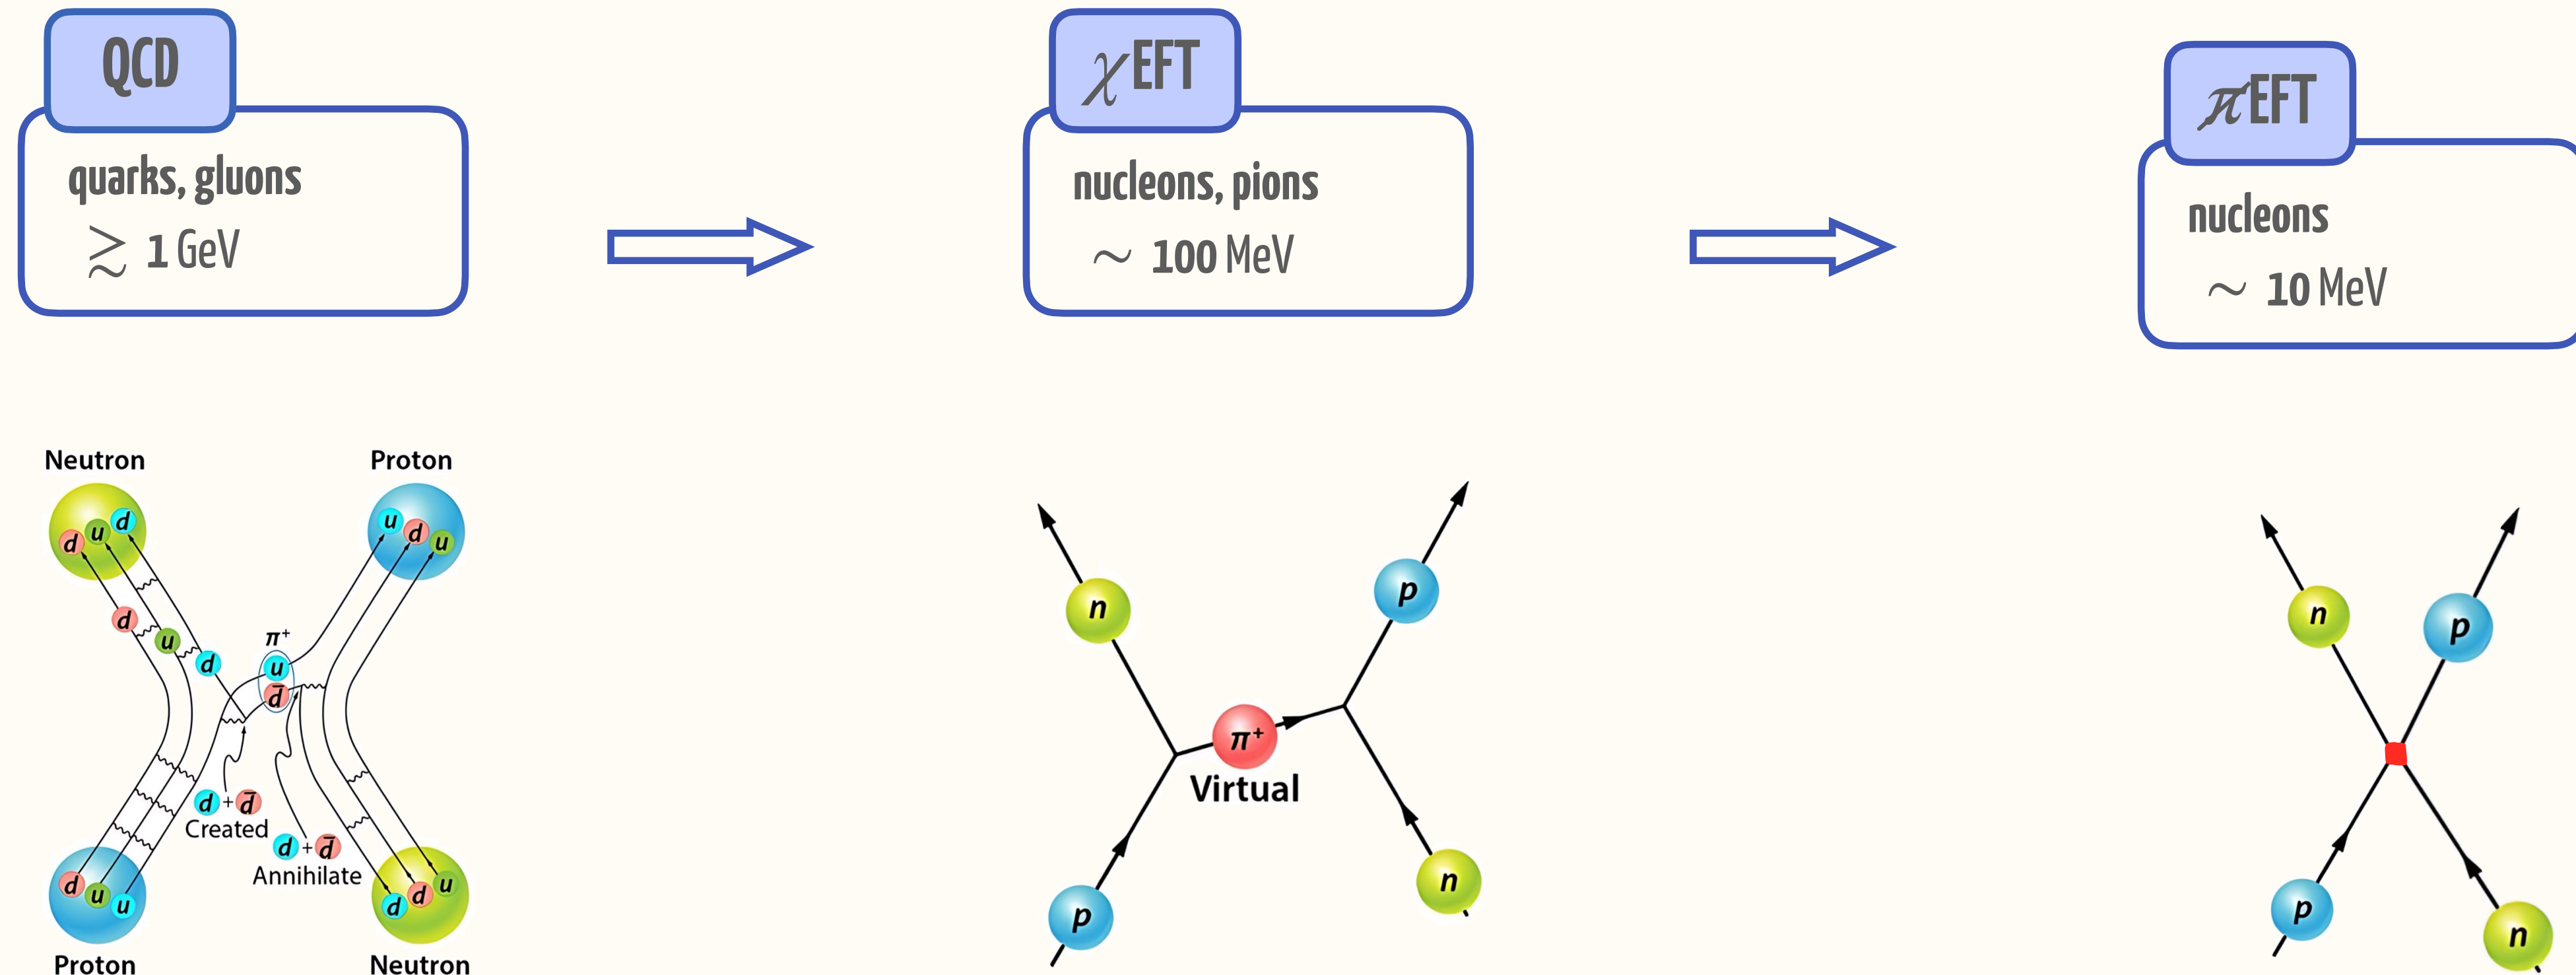 QCD
quarks, gluons
≳ 1 GeV
χEFT
nucleons, pions
∼ 100 MeV
π̸EFT
nucleons
∼ 10 MeV
Neutron
Proton
d u d
u d u
d
u
d
π⁺
u
d̄
d + d̄
Created
d + d̄
Annihilate
d u u
d d u
Proton
Neutron
n
p
π⁺
Virtual
p
n
n
p
p
n